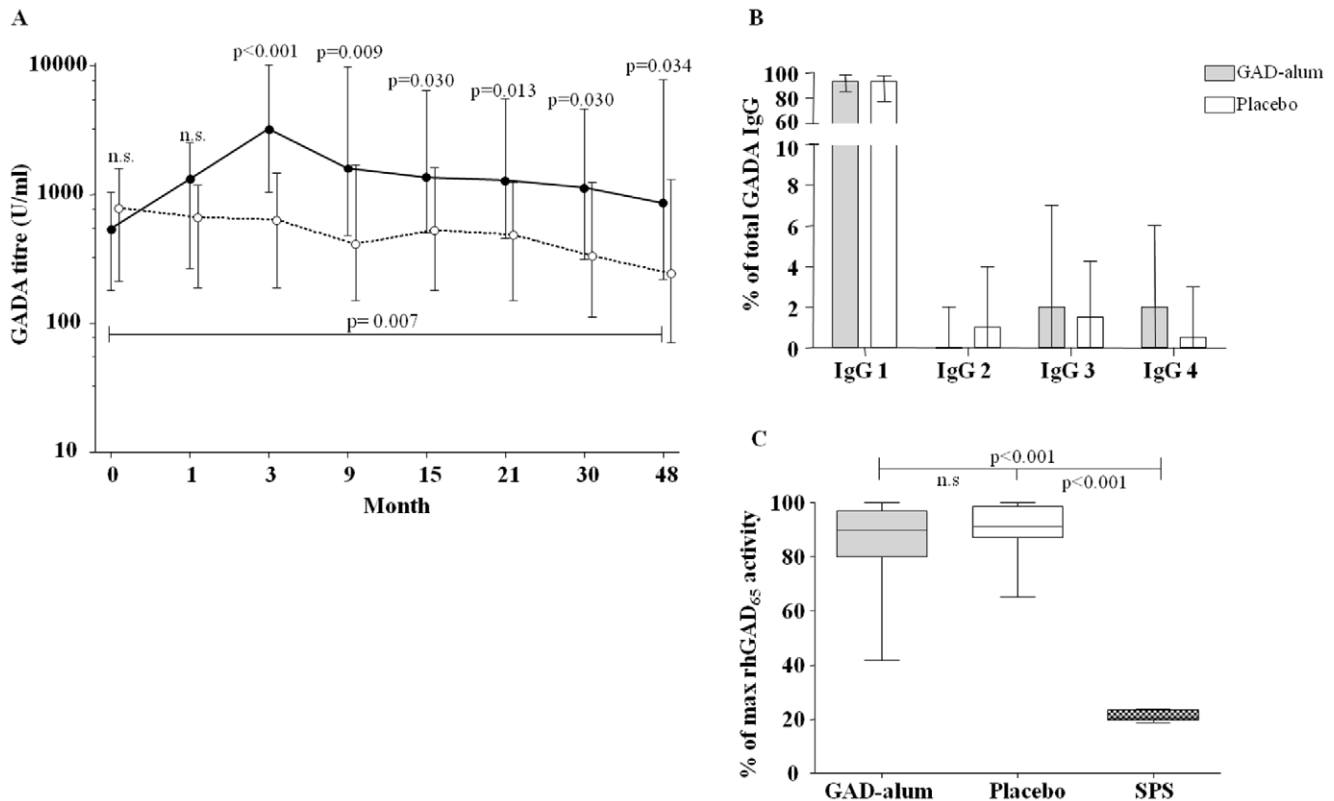 A
GADA titre (U/ml)
10000
1000
100
10
n.s.
n.s.
p<0.001
p=0.009
p=0.030
p=0.013
p=0.030
p=0.034
p= 0.007
0 1 3 9 15 21 30 48
Month
B
% of total GADA IgG
100
80
60
10
8
6
4
2
0
IgG 1 IgG 2 IgG 3 IgG 4
GAD-alum
Placebo
C
% of max rhGAD65 activity
p<0.001
n.s p<0.001
100
80
60
40
20
0
GAD-alum Placebo SPS